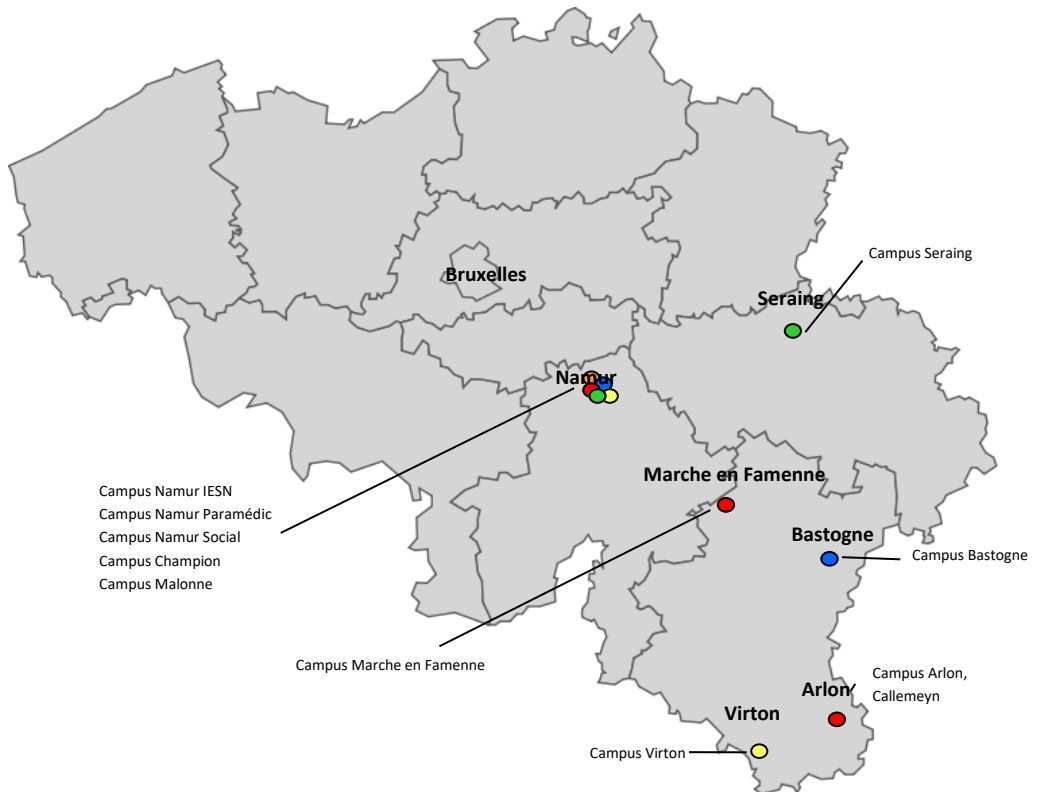 Campus Seraing
Bruxelles
Seraing
Namur
Marche en Famenne
Campus Namur IESN
Campus Namur Paramédic
Campus Namur Social
Campus Champion
Campus Malonne
Bastogne
Campus Bastogne
Campus Marche en Famenne
Campus Arlon,
Callemeyn
Arlon
Virton
Campus Virton